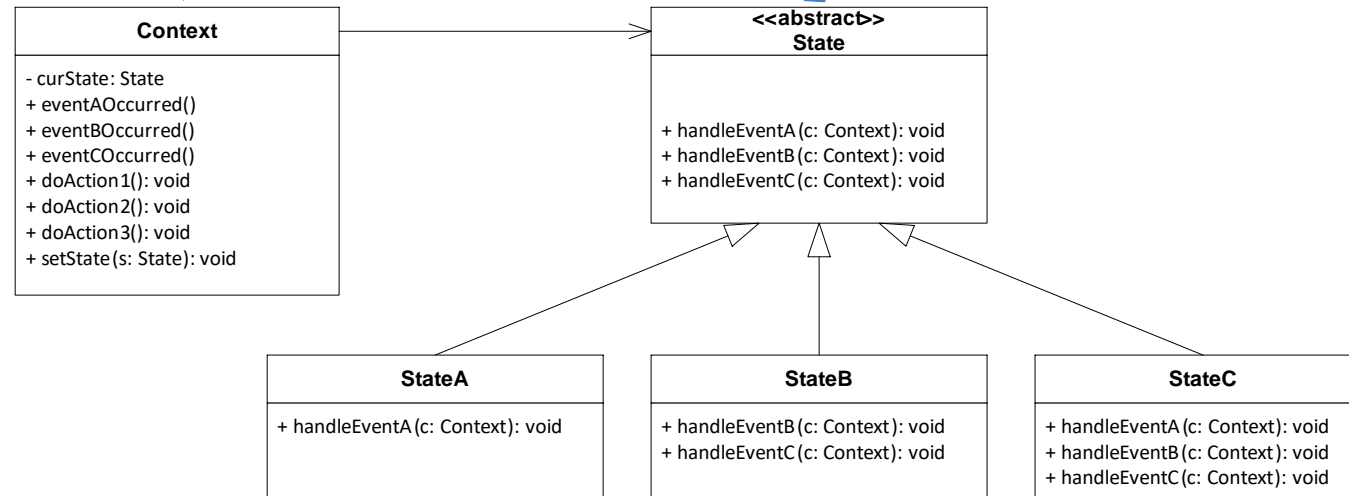 Context
- curState: State
+ eventAOccurred()
+ eventBOccurred()
+ eventCOccurred()
+ doAction1(): void
+ doAction2(): void
+ doAction3(): void
+ setState(s: State): void
<<abstract>>
State
+ handleEventA(c: Context): void
+ handleEventB(c: Context): void
+ handleEventC(c: Context): void
StateA
+ handleEventA(c: Context): void
StateB
+ handleEventB(c: Context): void
+ handleEventC(c: Context): void
StateC
+ handleEventA(c: Context): void
+ handleEventB(c: Context): void
+ handleEventC(c: Context): void